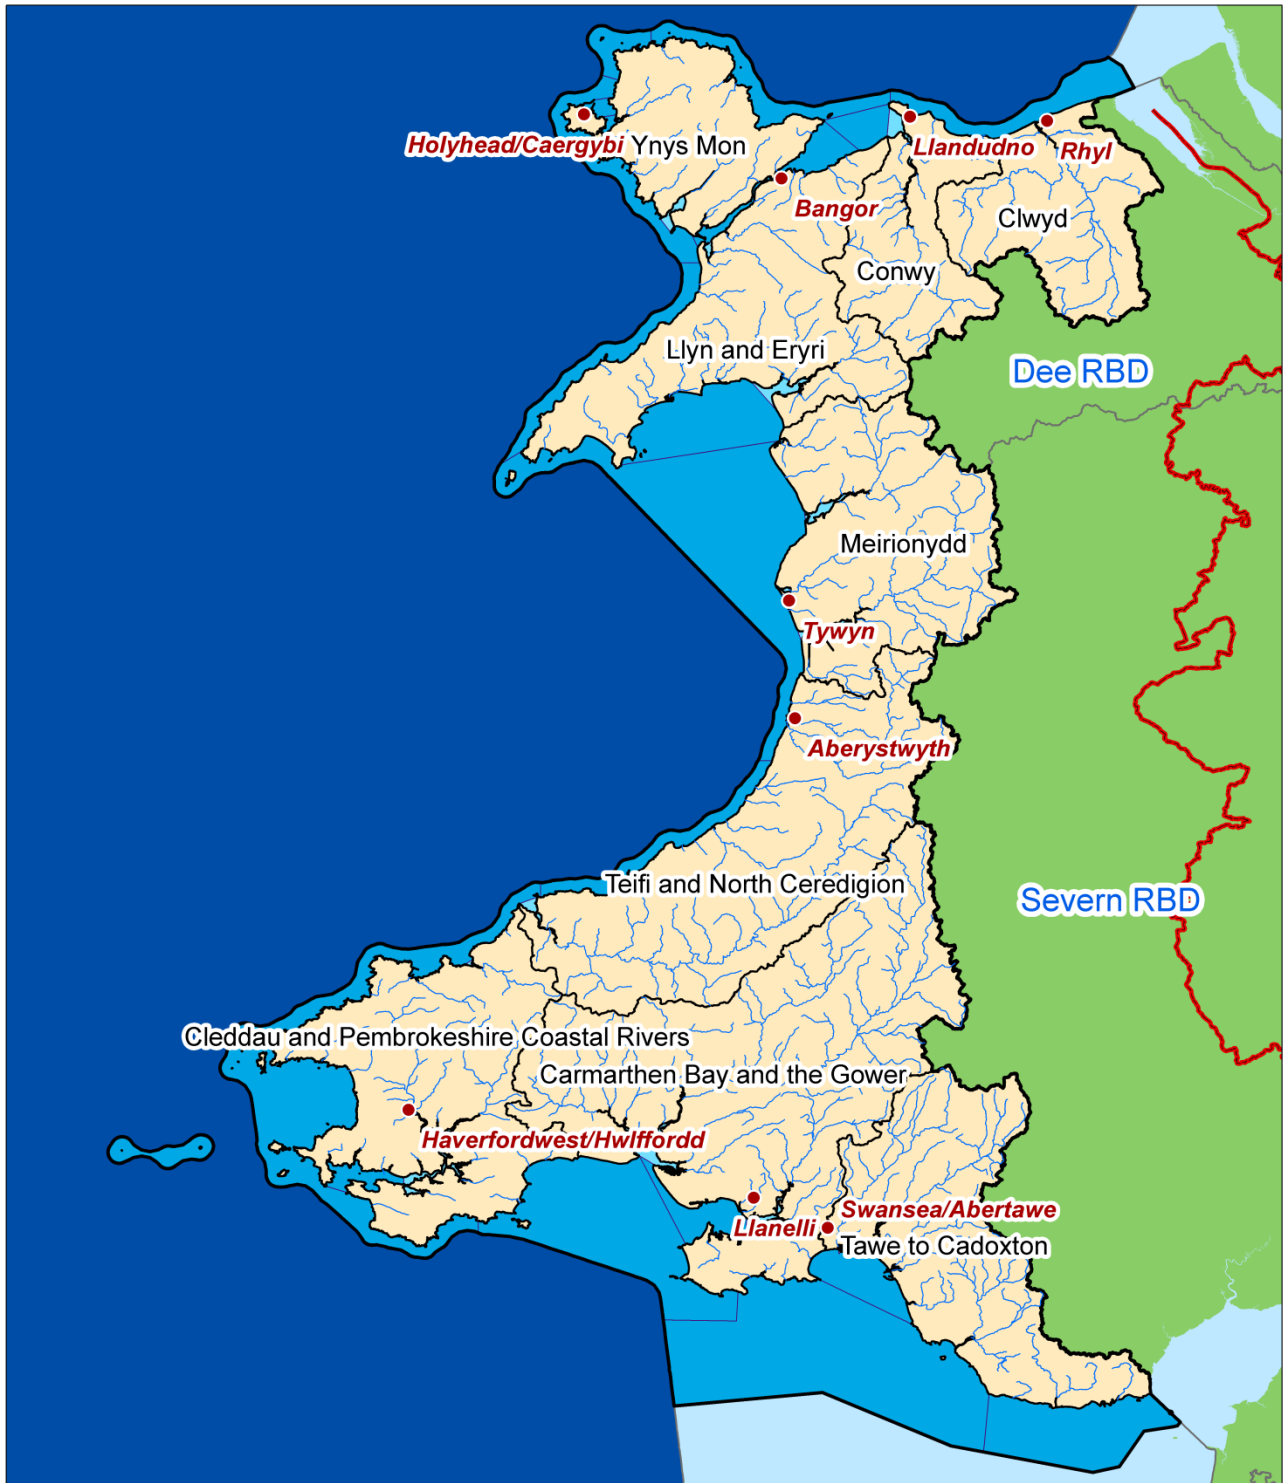 Holyhead/Caergybi
Ynys Mon
Llandudno
Rhyl
Bangor
Clwyd
Conwy
Llyn and Eryri
Dee RBD
Meirionydd
Tywyn
Aberystwyth
Teifi and North Ceredigion
Severn RBD
Cleddau and Pembrokeshire Coastal Rivers
Carmarthen Bay and the Gower
Haverfordwest/Hwlffordd
Swansea/Abertawe
Llanelli
Tawe to Cadoxton